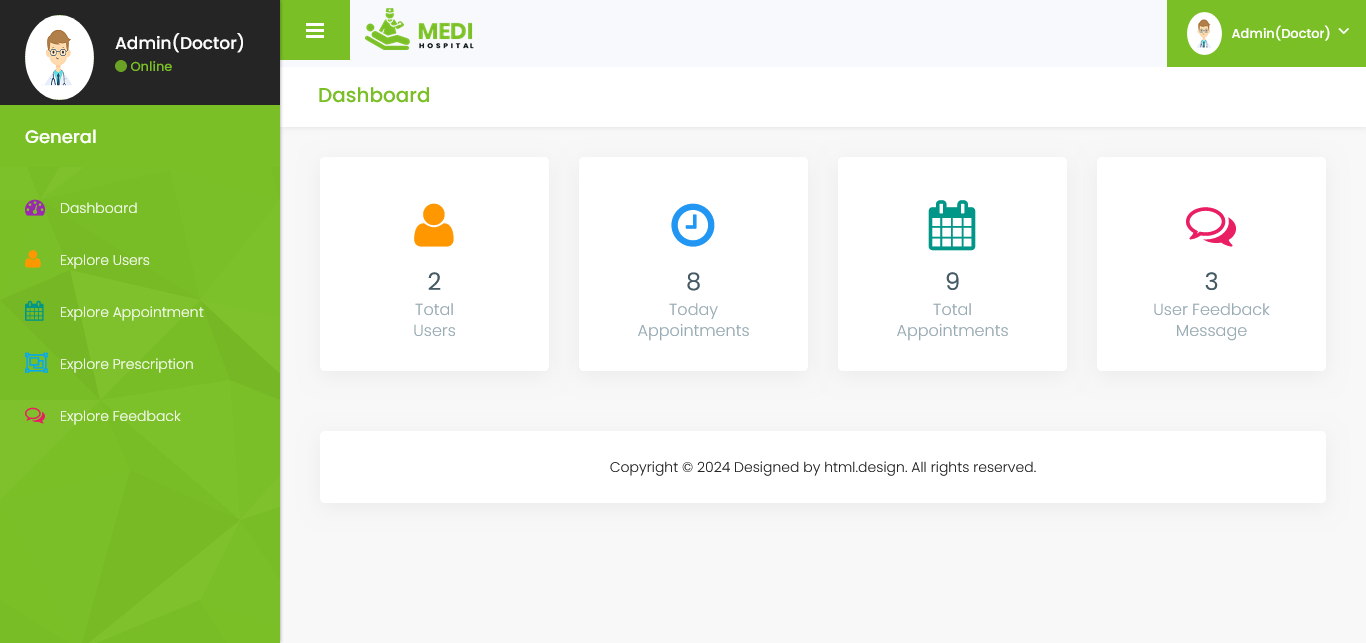 Admin(Doctor)
Online
General
Dashboard
Explore Users
Explore Appointment
Explore Prescription
Explore Feedback
MEDI
HOSPITAL
Admin(Doctor)
Dashboard
2
Total
Users
8
Today
Appointments
9
Total
Appointments
3
User Feedback
Message
Copyright © 2024 Designed by html.design. All rights reserved.